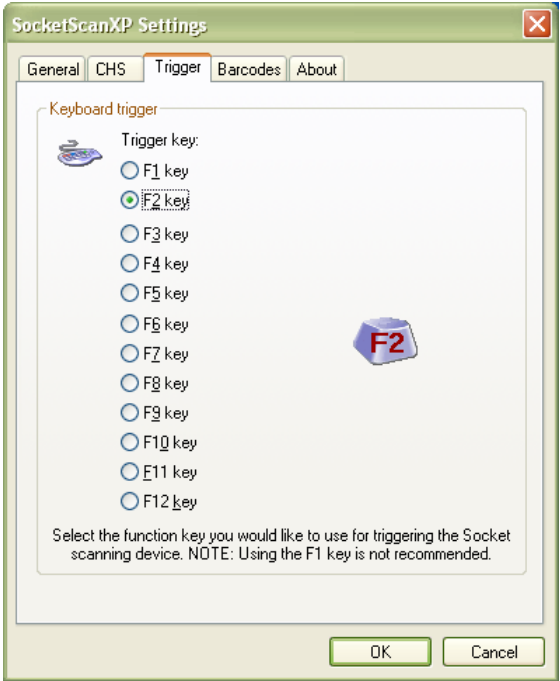 SocketScanXP Settings
General CHS Trigger Barcodes About
Keyboard trigger
Trigger key:
F1 key
F2 key
F3 key
F4 key
F5 key
F6 key
F7 key
F2
F8 key
F9 key
F10 key
F11 key
F12 key
Select the function key you would like to use for triggering the Socket
scanning device. NOTE: Using the F1 key is not recommended.
OK Cancel